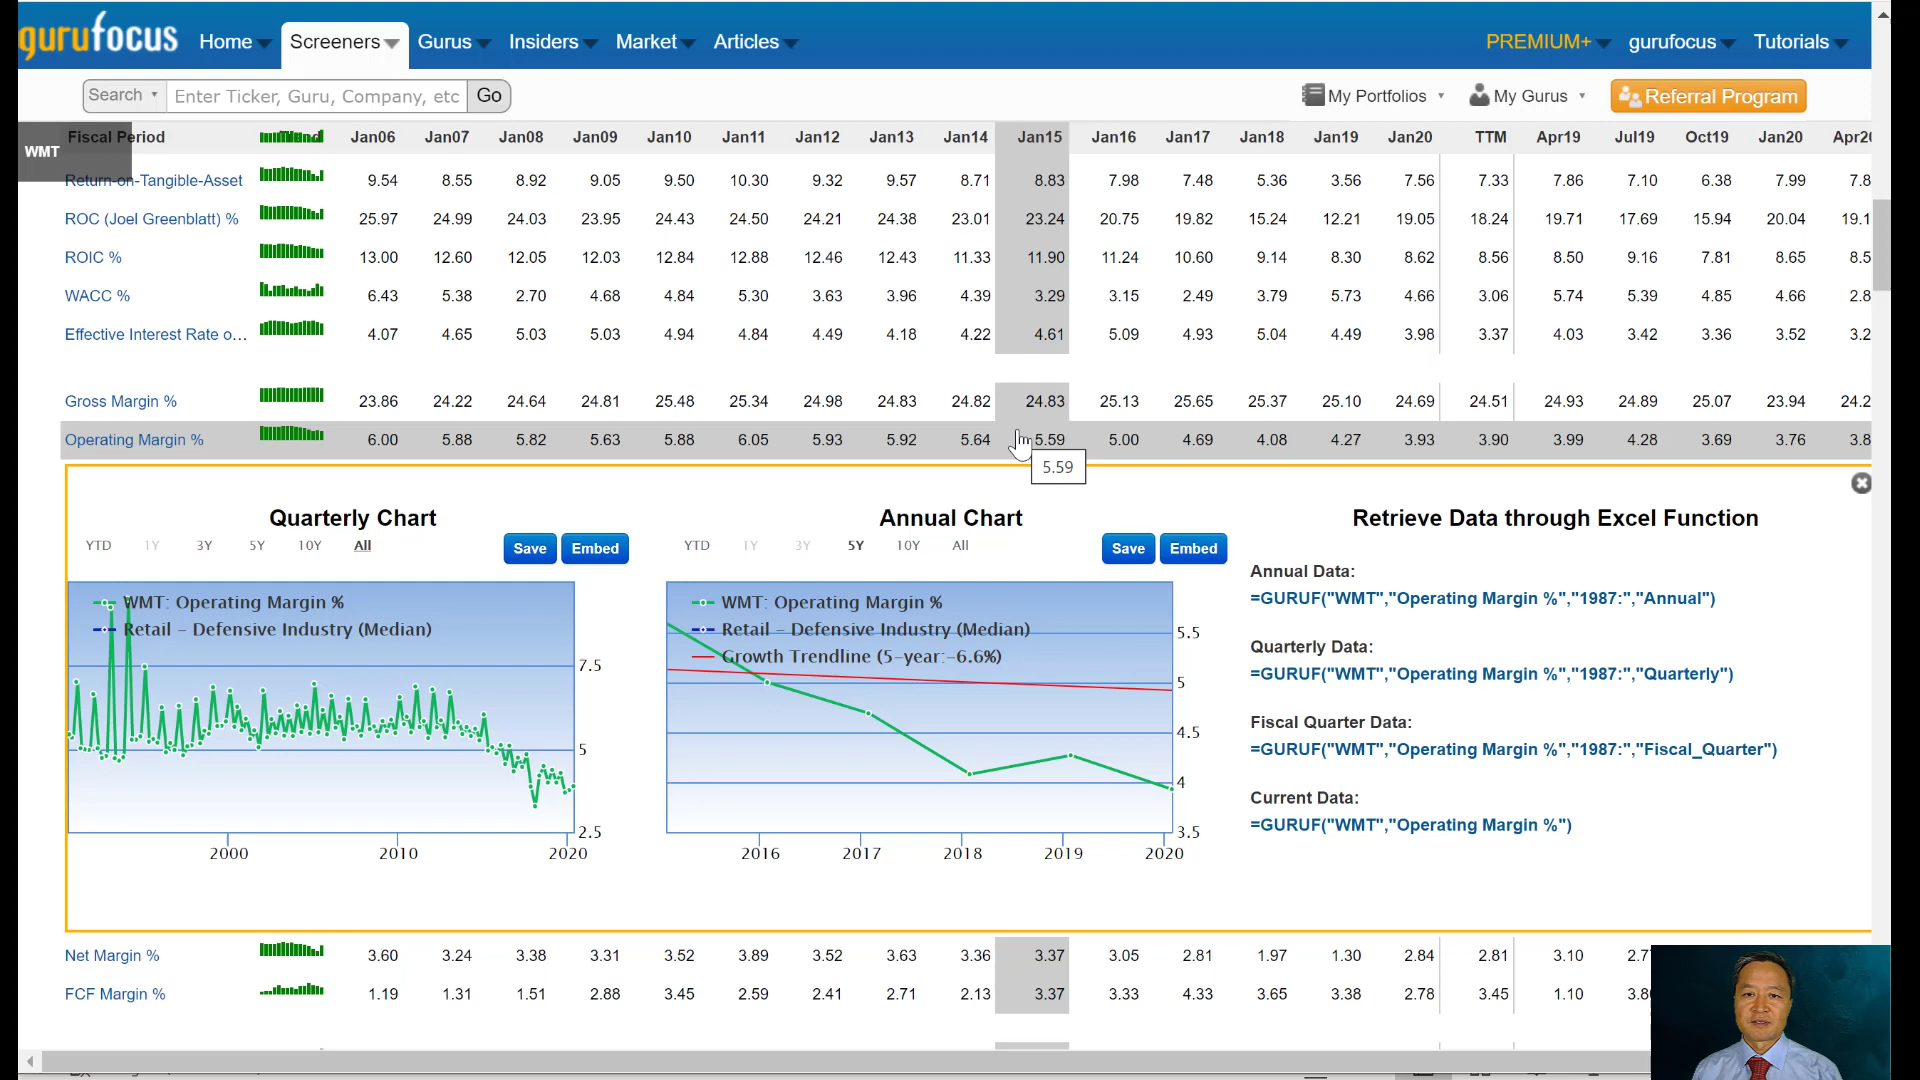 gurufocus Home Screeners Gurus Insiders Market Articles PREMIUM+ gurufocus Tutorials
Search Enter Ticker, Guru, Company, etc Go My Portfolios My Gurus Referral Program
WMT
Fiscal Period Jan06 Jan07 Jan08 Jan09 Jan10 Jan11 Jan12 Jan13 Jan14 Jan15 Jan16 Jan17 Jan18 Jan19 Jan20 TTM Apr19 Jul19 Oct19 Jan20
Return-on-Tangible-Asset 9.54 8.55 8.92 9.05 9.50 10.30 9.32 9.57 8.71 8.83 7.98 7.48 5.36 3.56 7.56 7.33 7.86 7.10 6.38 7.99 7.8
ROC (Joel Greenblatt) % 25.97 24.99 24.03 23.95 24.43 24.50 24.21 24.38 23.01 23.24 20.75 19.82 15.24 12.21 19.05 18.24 19.71 17.69 15.94 20.04 19.1
ROIC % 13.00 12.60 12.05 12.03 12.84 12.88 12.46 12.43 11.33 11.90 11.24 10.60 9.14 8.30 8.62 8.56 8.50 9.16 7.81 8.65 8.5
WACC % 6.43 5.38 2.70 4.68 4.84 5.30 3.63 3.96 4.39 3.29 3.15 2.49 3.79 5.73 4.66 3.06 5.74 5.39 4.85 4.66 2.8
Effective Interest Rate o... 4.07 4.65 5.03 5.03 4.94 4.84 4.49 4.18 4.22 4.61 5.09 4.93 5.04 4.49 3.98 3.37 4.03 3.42 3.36 3.52 3.2
Gross Margin % 23.86 24.22 24.64 24.81 25.48 25.34 24.98 24.83 24.82 24.83 25.13 25.65 25.37 25.10 24.69 24.51 24.93 24.89 25.07 23.94 24.2
Operating Margin % 6.00 5.88 5.82 5.63 5.88 6.05 5.93 5.92 5.64 5.59 5.00 4.69 4.08 4.27 3.93 3.90 3.99 4.28 3.69 3.76 3.8
5.59
Quarterly Chart
YTD 1Y 3Y 5Y 10Y All Save Embed
WMT: Operating Margin %
Retail – Defensive Industry (Median)
7.5
5
2.5
2000 2010 2020
Annual Chart
YTD 1Y 3Y 5Y 10Y All Save Embed
WMT: Operating Margin %
Retail – Defensive Industry (Median)
Growth Trendline (5-year:-6.6%)
5.5
5
4.5
4
3.5
2016 2017 2018 2019 2020
Retrieve Data through Excel Function
Annual Data:
=GURUF("WMT","Operating Margin %","1987:","Annual")
Quarterly Data:
=GURUF("WMT","Operating Margin %","1987:","Quarterly")
Fiscal Quarter Data:
=GURUF("WMT","Operating Margin %","1987:","Fiscal_Quarter")
Current Data:
=GURUF("WMT","Operating Margin %")
Net Margin % 3.60 3.24 3.38 3.31 3.52 3.89 3.52 3.63 3.36 3.37 3.05 2.81 1.97 1.30 2.84 2.81 3.10
FCF Margin % 1.19 1.31 1.51 2.88 3.45 2.59 2.41 2.71 2.13 3.37 3.33 4.33 3.65 3.38 2.78 3.45 1.10